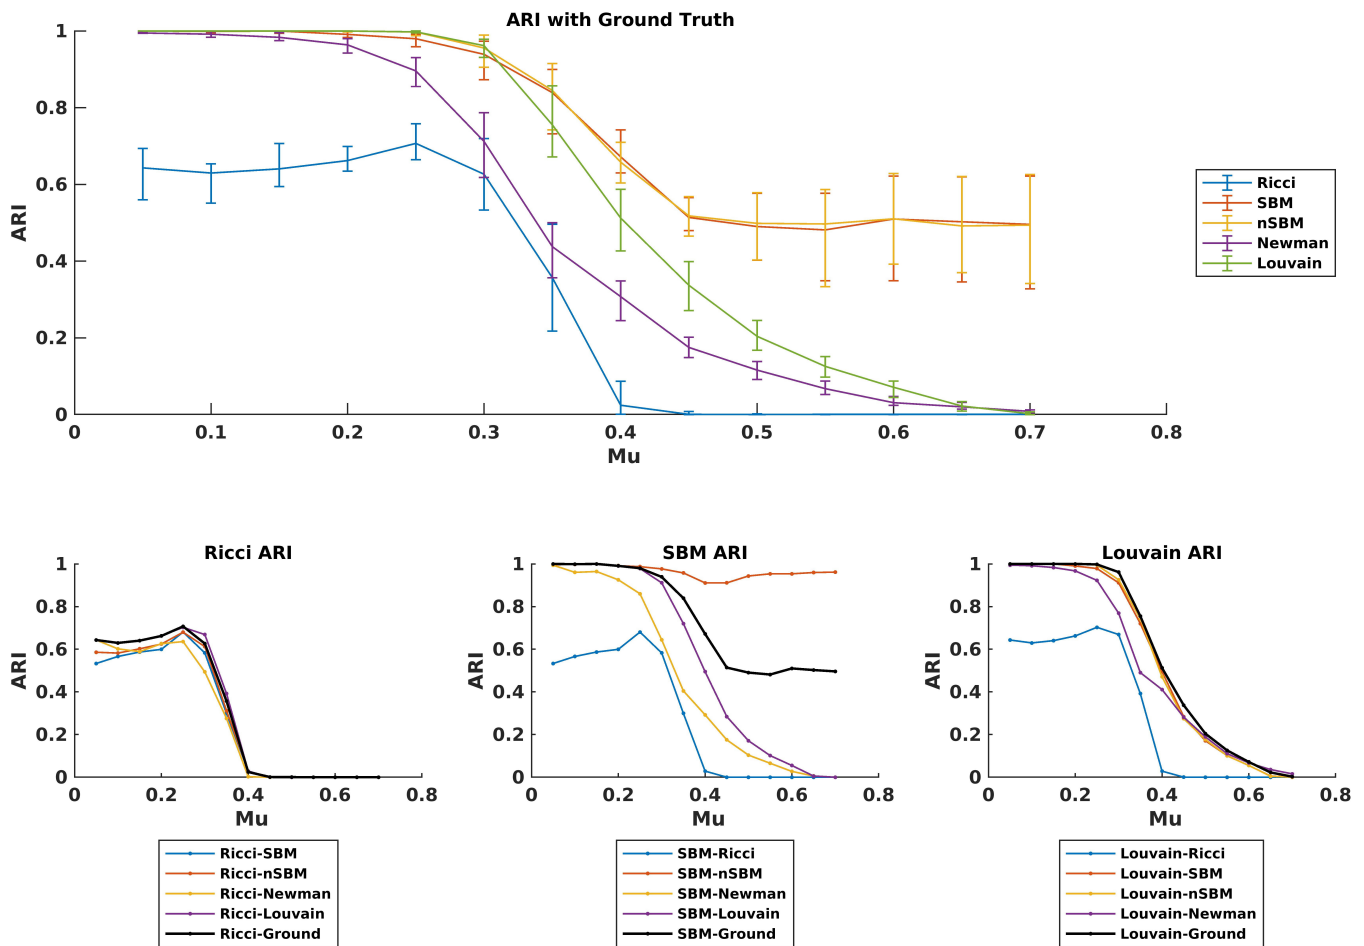 ARI with Ground Truth
1
0.8
0.6
0.4
0.2
0
ARI
0 0.1 0.2 0.3 0.4 0.5 0.6 0.7 0.8
Mu
Ricci
SBM
nSBM
Newman
Louvain
Ricci ARI
1
0.8
0.6
0.4
0.2
0
ARI
0 0.2 0.4 0.6 0.8
Mu
Ricci-SBM
Ricci-nSBM
Ricci-Newman
Ricci-Louvain
Ricci-Ground
SBM ARI
1
0.8
0.6
0.4
0.2
0
ARI
0 0.2 0.4 0.6 0.8
Mu
SBM-Ricci
SBM-nSBM
SBM-Newman
SBM-Louvain
SBM-Ground
Louvain ARI
1
0.8
0.6
0.4
0.2
0
ARI
0 0.2 0.4 0.6 0.8
Mu
Louvain-Ricci
Louvain-SBM
Louvain-nSBM
Louvain-Newman
Louvain-Ground